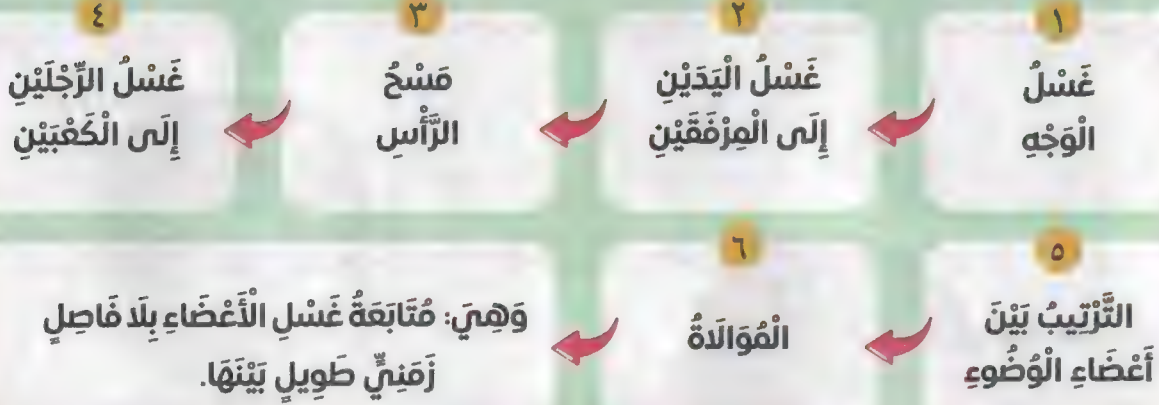 ١
غَسْلُ
الْوَجْهِ
٢
غَسْلُ الْيَدَيْنِ
إِلَى الْمِرْفَقَيْنِ
٣
مَسْحُ
الرَّأْسِ
٤
غَسْلُ الرِّجْلَيْنِ
إِلَى الْكَعْبَيْنِ
٥
التَّرْتِيبُ بَيْنَ
أَعْضَاءِ الْوُضُوءِ
٦
الْمُوَالَاةُ
وَهِيَ: مُتَابَعَةُ غَسْلِ الْأَعْضَاءِ بِلَا فَاصِلٍ
زَمَنِيٍّ طَوِيلٍ بَيْنَهَا.